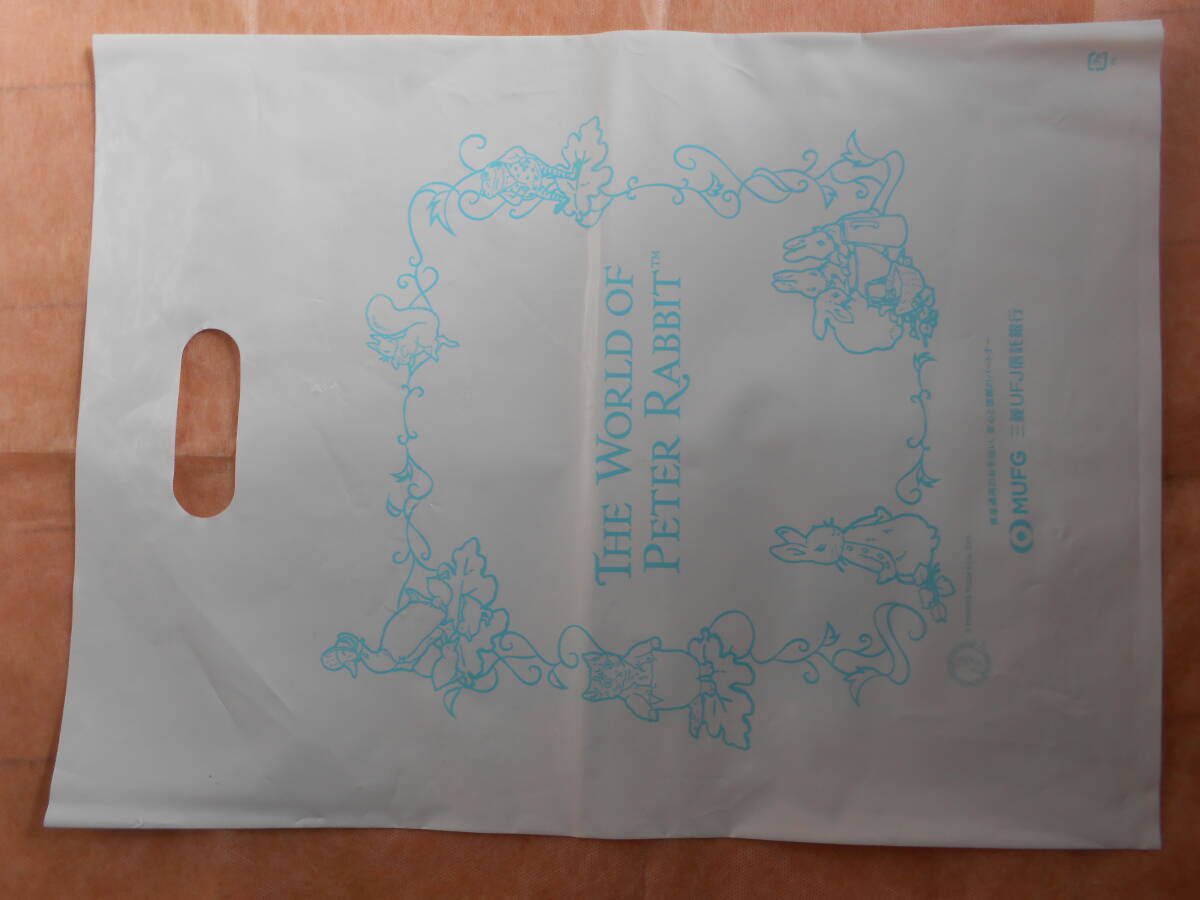 THE WORLD OF
PETER RABBIT™
MUFG 三菱UFJ信託銀行